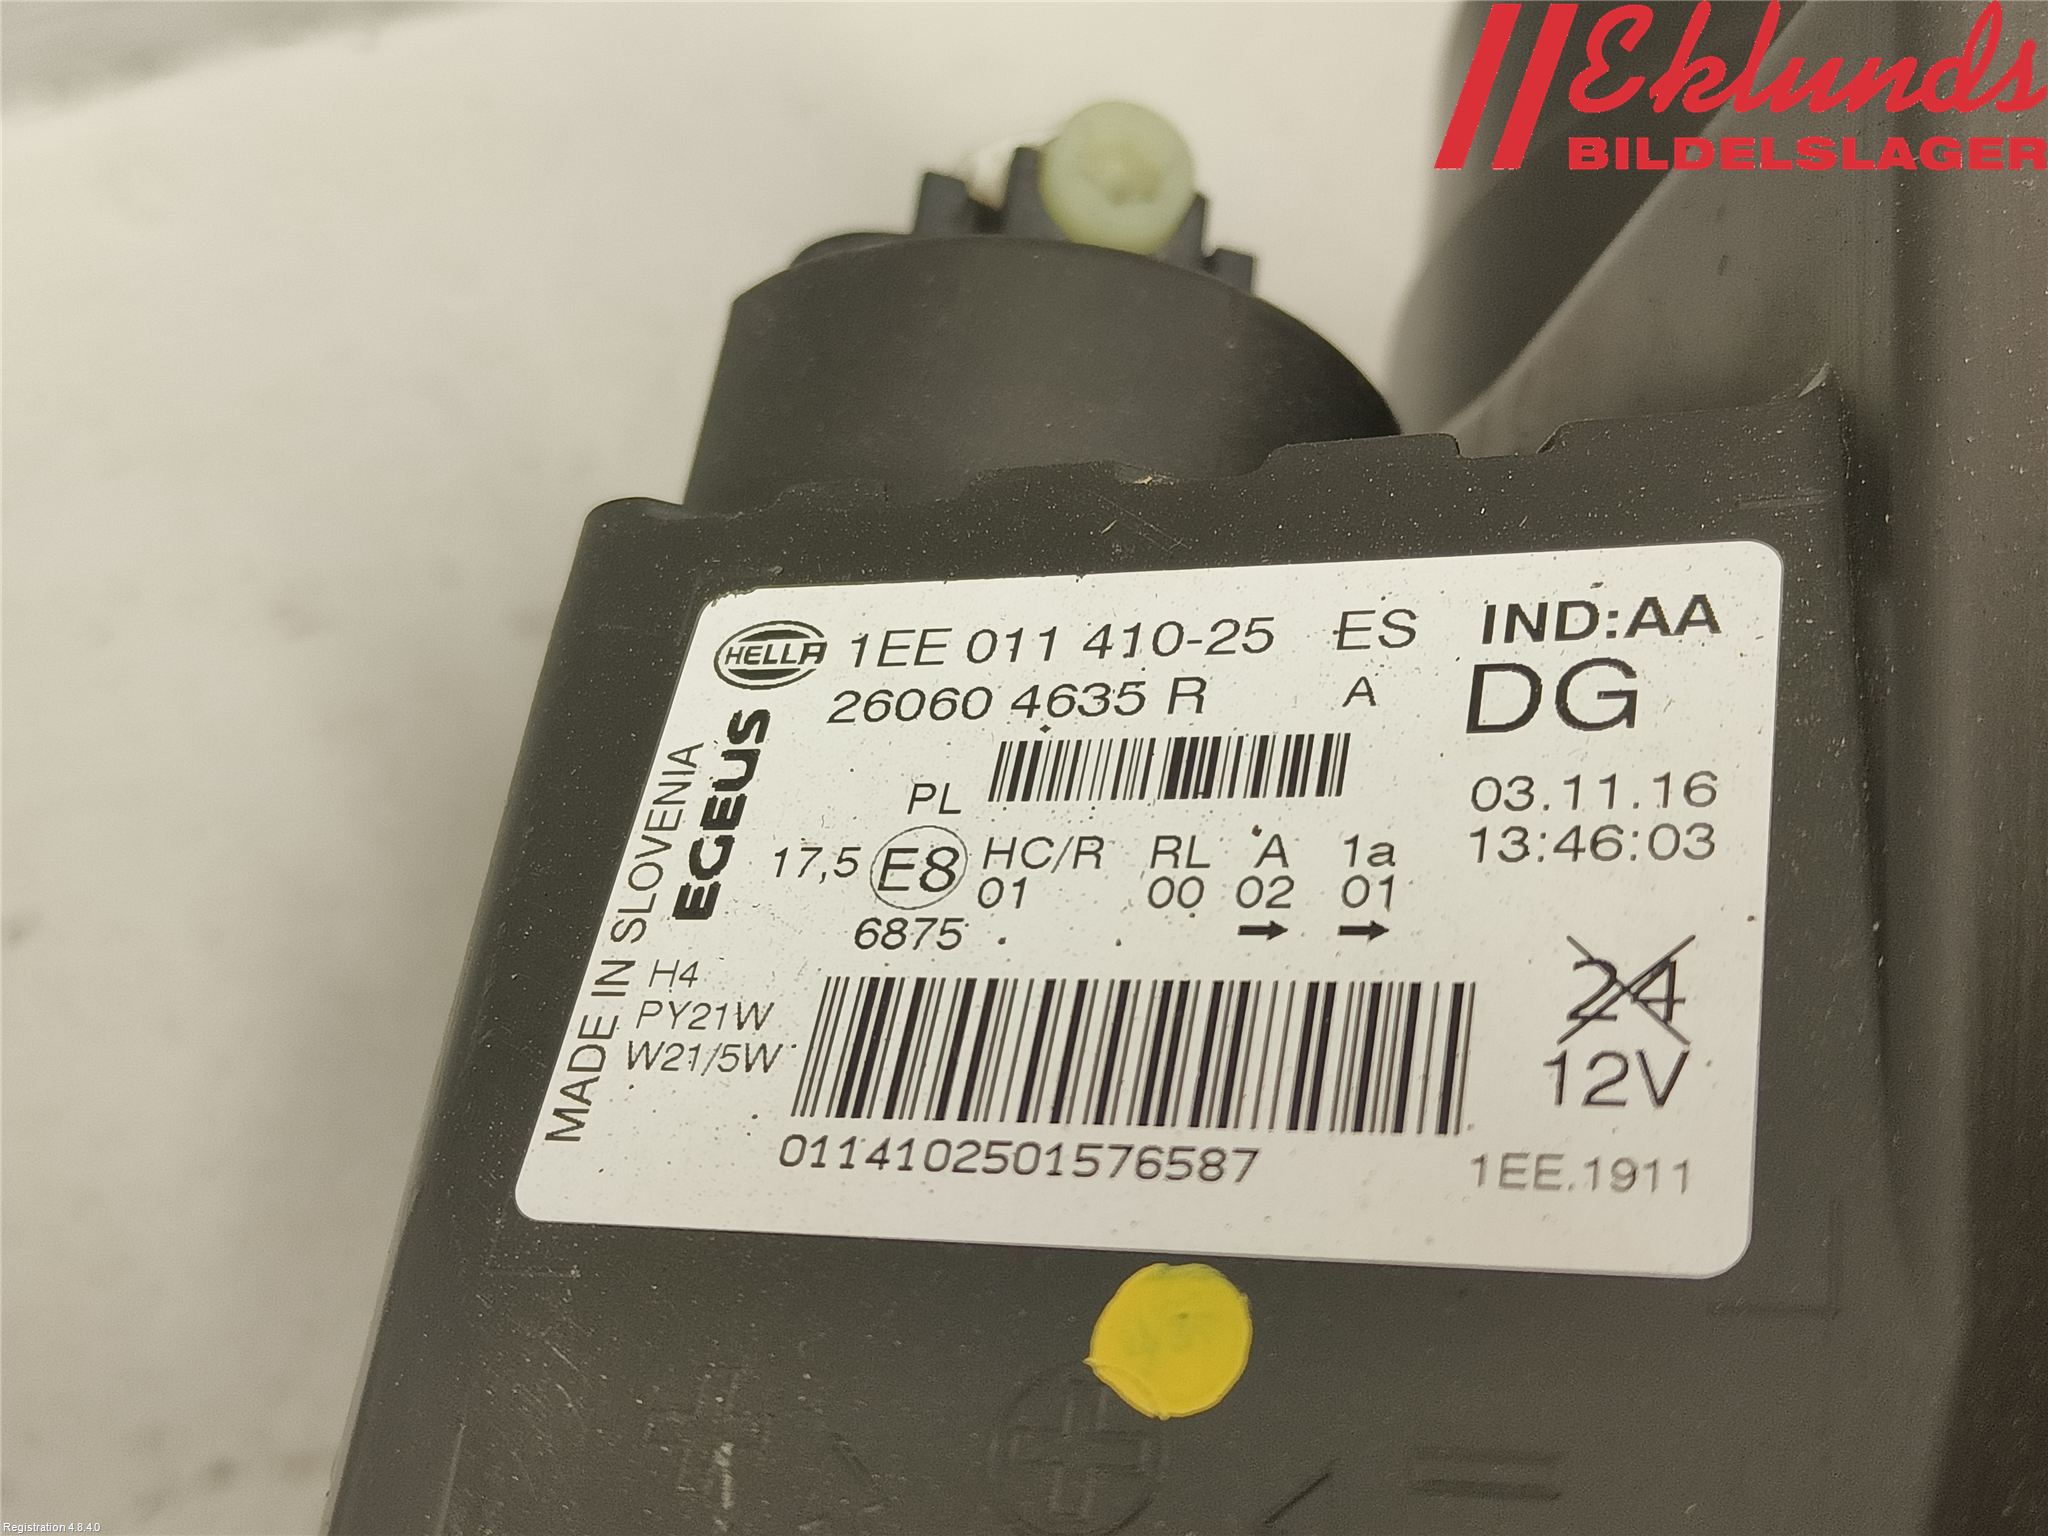 Eklunds
BILDELSLAGER
HELLA 1EE 011 410-25 ES IND:AA
26060 4635 R A DG
PL 03.11.16
13:46:03
17,5 E8 HC/R RL A 1a
01 00 02 01
6875 → →
MADE IN SLOVENIA
EGEUS
H4
PY21W
W21/5W
24
12V
0114102501576587 1EE.1911
Registration 4.8.4.0